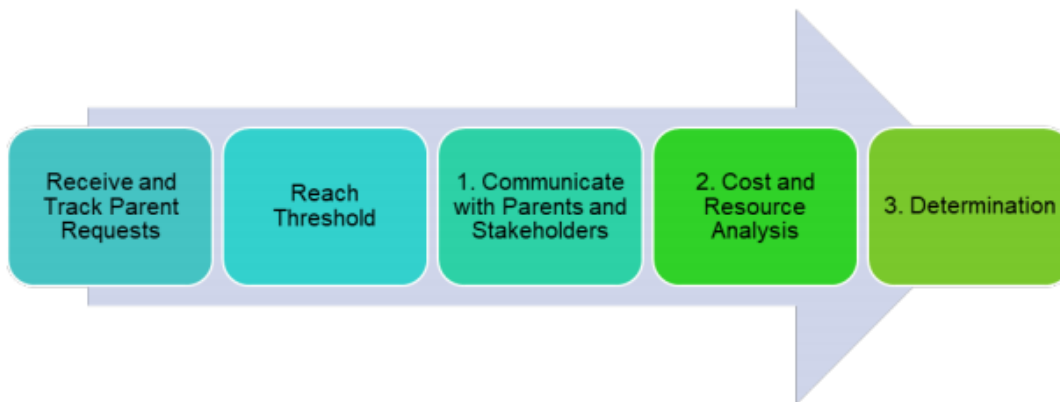 Receive and
Track Parent
Requests
Reach
Threshold
1. Communicate
with Parents and
Stakeholders
2. Cost and
Resource
Analysis
3. Determination